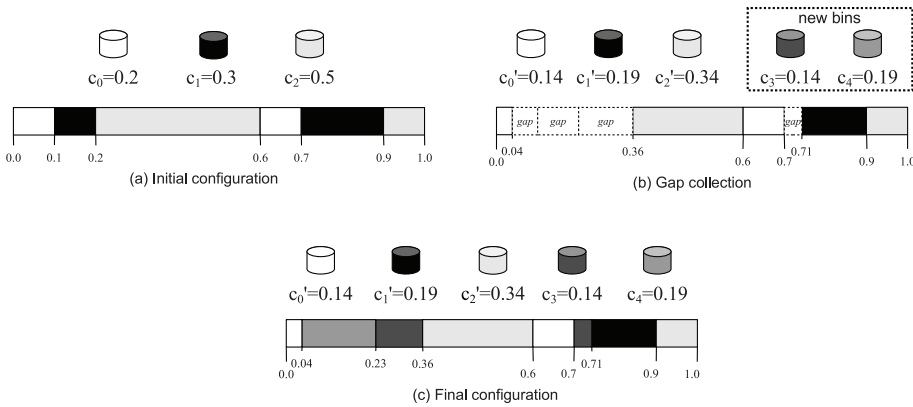 new bins
c0=0.2 c1=0.3 c2=0.5
c0'=0.14 c1'=0.19 c2'=0.34 c3=0.14 c4=0.19
gap gap gap gap
0.0 0.1 0.2 0.6 0.7 0.9 1.0
0.0 0.04 0.36 0.6 0.7 0.71 0.9 1.0
(a) Initial configuration
(b) Gap collection
c0'=0.14 c1'=0.19 c2'=0.34 c3=0.14 c4=0.19
0.0 0.04 0.23 0.36 0.6 0.7 0.71 0.9 1.0
(c) Final configuration